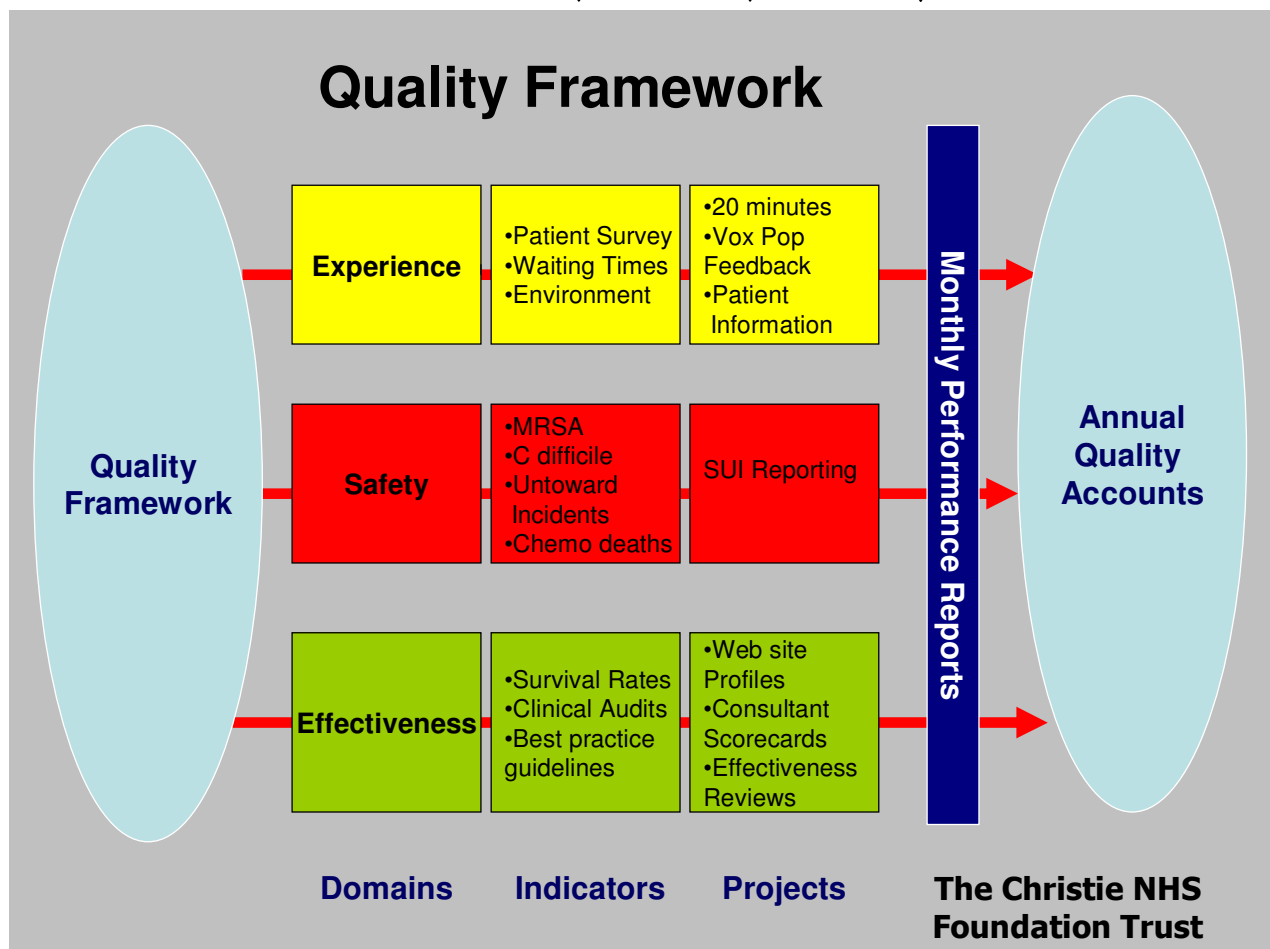 Quality Framework
Quality
Framework
Experience
•Patient Survey
•Waiting Times
•Environment
•20 minutes
•Vox Pop
Feedback
•Patient
Information
Safety
•MRSA
•C difficile
•Untoward
Incidents
•Chemo deaths
SUI Reporting
Effectiveness
•Survival Rates
•Clinical Audits
•Best practice
guidelines
•Web site
Profiles
•Consultant
Scorecards
•Effectiveness
Reviews
Monthly Performance Reports
Annual
Quality
Accounts
Domains
Indicators
Projects
The Christie NHS
Foundation Trust